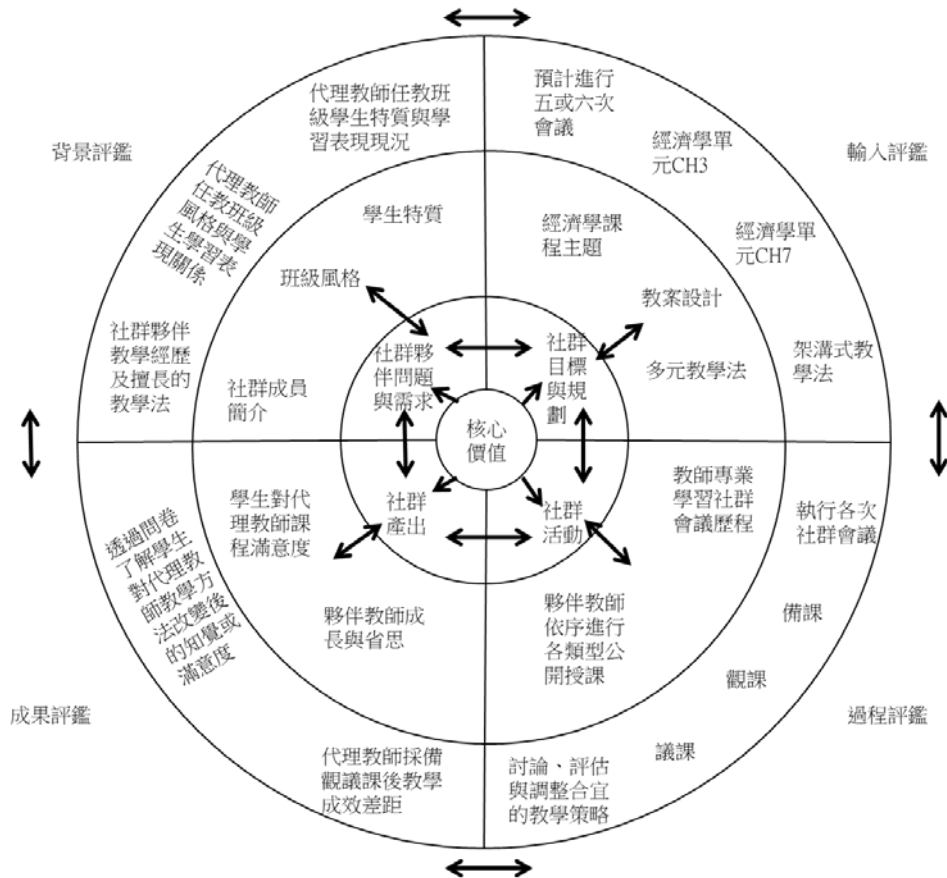 代理教師任教班
級學生特質與學
習表現現況
預計進行
五或六次
會議
經濟學單
元CH3
背景評鑑
輸入評鑑
代理教師
任教班級
風格與學
生學習表
現關係
學生特質
經濟學課
程主題
經濟學單
元CH7
班級風格
教案設計
社群夥伴
教學經歷
及擅長的
教學法
社群夥
伴問題
與需求
社群
目標
與規
劃
多元教學法
架溝式教
學法
社群成員
簡介
核心
價值
學生對代
理教師課
程滿意度
社群
產出
社群
活動
教師專業
學習社群
會議歷程
執行各次
社群會議
透過問卷
了解學生
對代理教
師教學方
法改變後
的知覺或
滿意度
夥伴教師成
長與省思
夥伴教師
依序進行
各類型公
開授課
備課
觀課
成果評鑑
過程評鑑
議課
代理教師採備
觀議課後教學
成效差距
討論、評估
與調整合宜
的教學策略